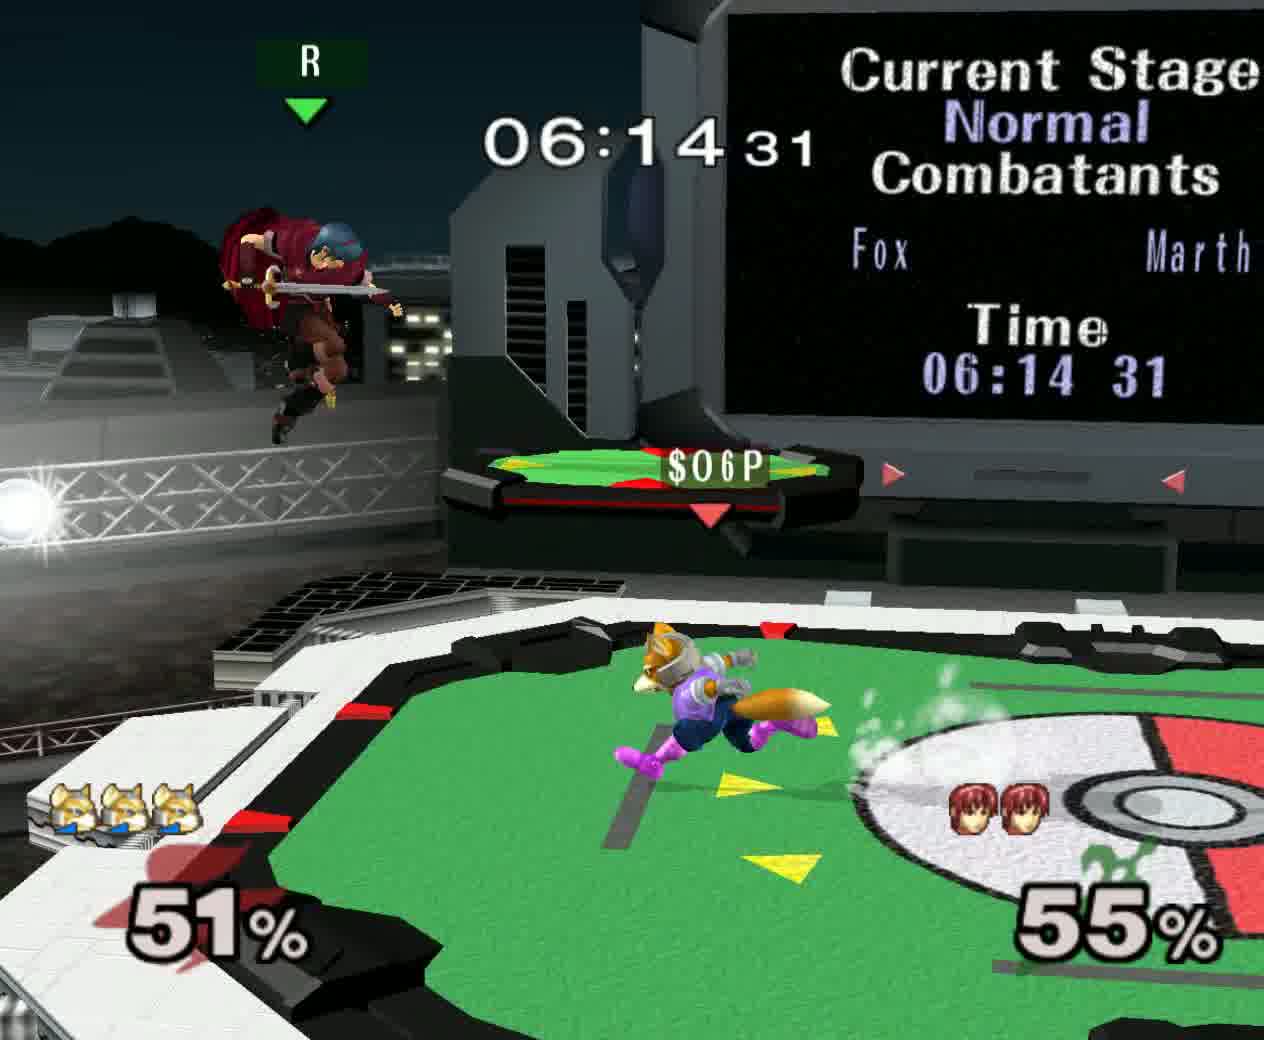 R
06:14 31
Current Stage
Normal
Combatants
Fox Marth
Time
06:14 31
$06P
51%
55%